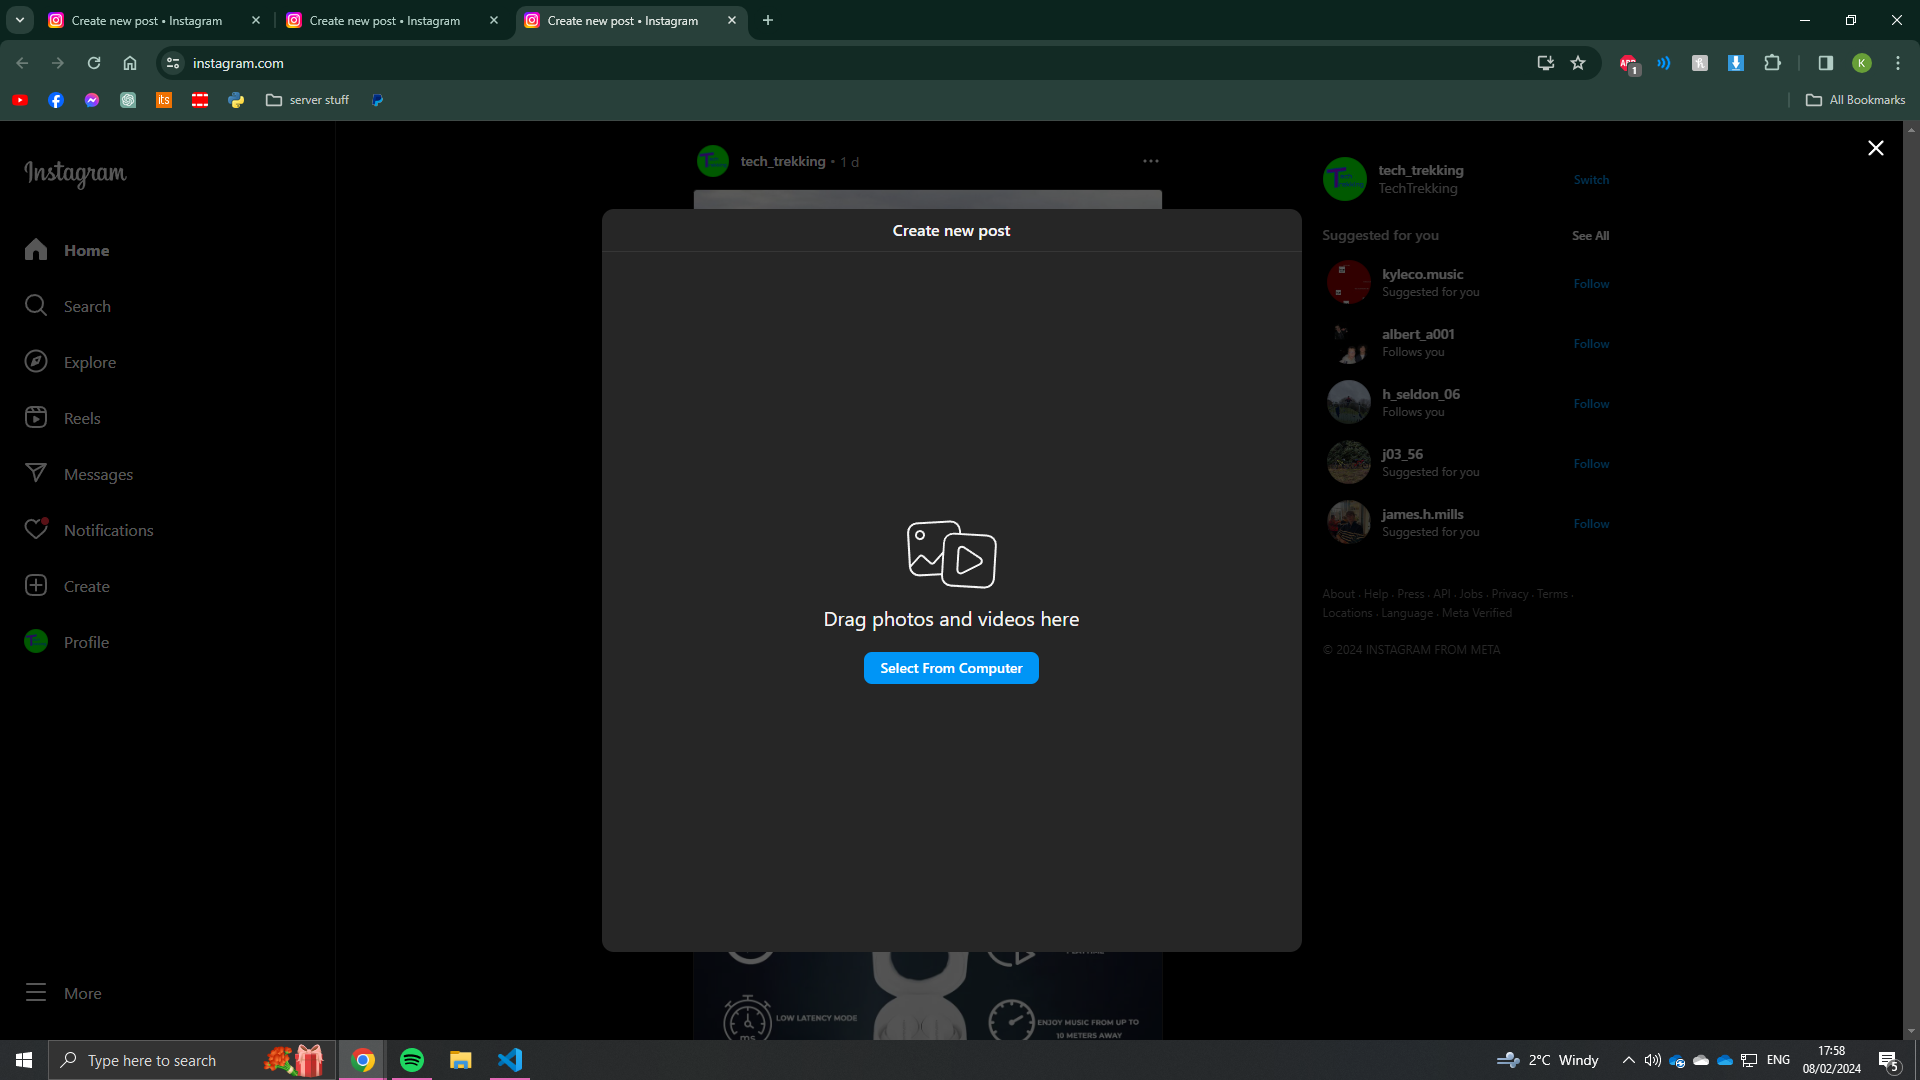 Create new post • Instagram
Create new post • Instagram
Create new post • Instagram
instagram.com
1
K
its
server stuff
All Bookmarks
Instagram
Home
Search
Explore
Reels
Messages
Notifications
Create
Profile
More
tech_trekking • 1 d
Create new post
Drag photos and videos here
Select From Computer
LOW LATENCY MODE
ms
ENJOY MUSIC FROM UP TO
10 METERS AWAY
tech_trekking
TechTrekking
Switch
Suggested for you
See All
kyleco.music
Suggested for you
Follow
albert_a001
Follows you
Follow
h_seldon_06
Follows you
Follow
j03_56
Suggested for you
Follow
james.h.mills
Suggested for you
Follow
About · Help · Press · API · Jobs · Privacy · Terms ·
Locations · Language · Meta Verified
© 2024 INSTAGRAM FROM META
Type here to search
2°C Windy
ENG
17:58
08/02/2024
5